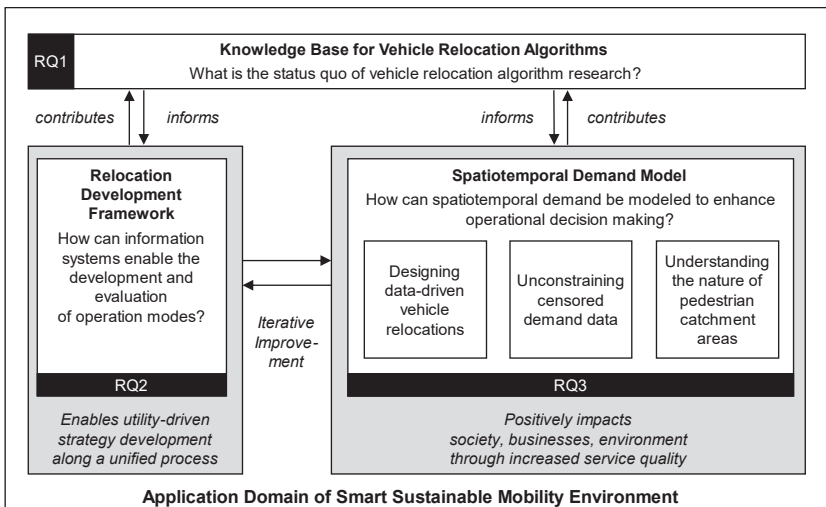 RQ1
Knowledge Base for Vehicle Relocation Algorithms
What is the status quo of vehicle relocation algorithm research?
contributes
informs
informs
contributes
Relocation
Development
Framework
How can information
systems enable the
development and
evaluation
of operation modes?
RQ2
Enables utility-driven
strategy development
along a unified process
Iterative
Improve-
ment
Spatiotemporal Demand Model
How can spatiotemporal demand be modeled to enhance
operational decision making?
Designing
data-driven
vehicle
relocations
Unconstraining
censored
demand data
Understanding
the nature of
pedestrian
catchment
areas
RQ3
Positively impacts
society, businesses, environment
through increased service quality
Application Domain of Smart Sustainable Mobility Environment